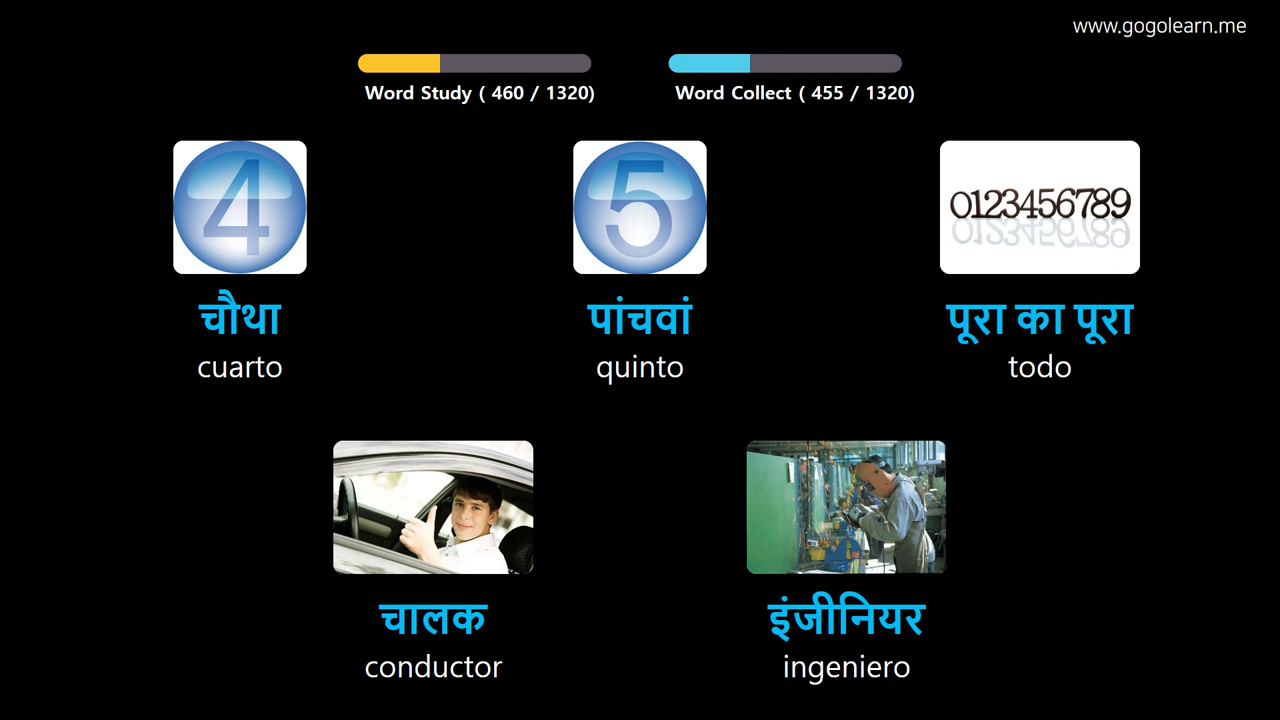 www.gogolearn.me
Word Study ( 460 / 1320)
Word Collect ( 455 / 1320)
4
5
0123456789
चौथा
पांचवां
पूरा का पूरा
cuarto
quinto
todo
चालक
इंजीनियर
conductor
ingeniero